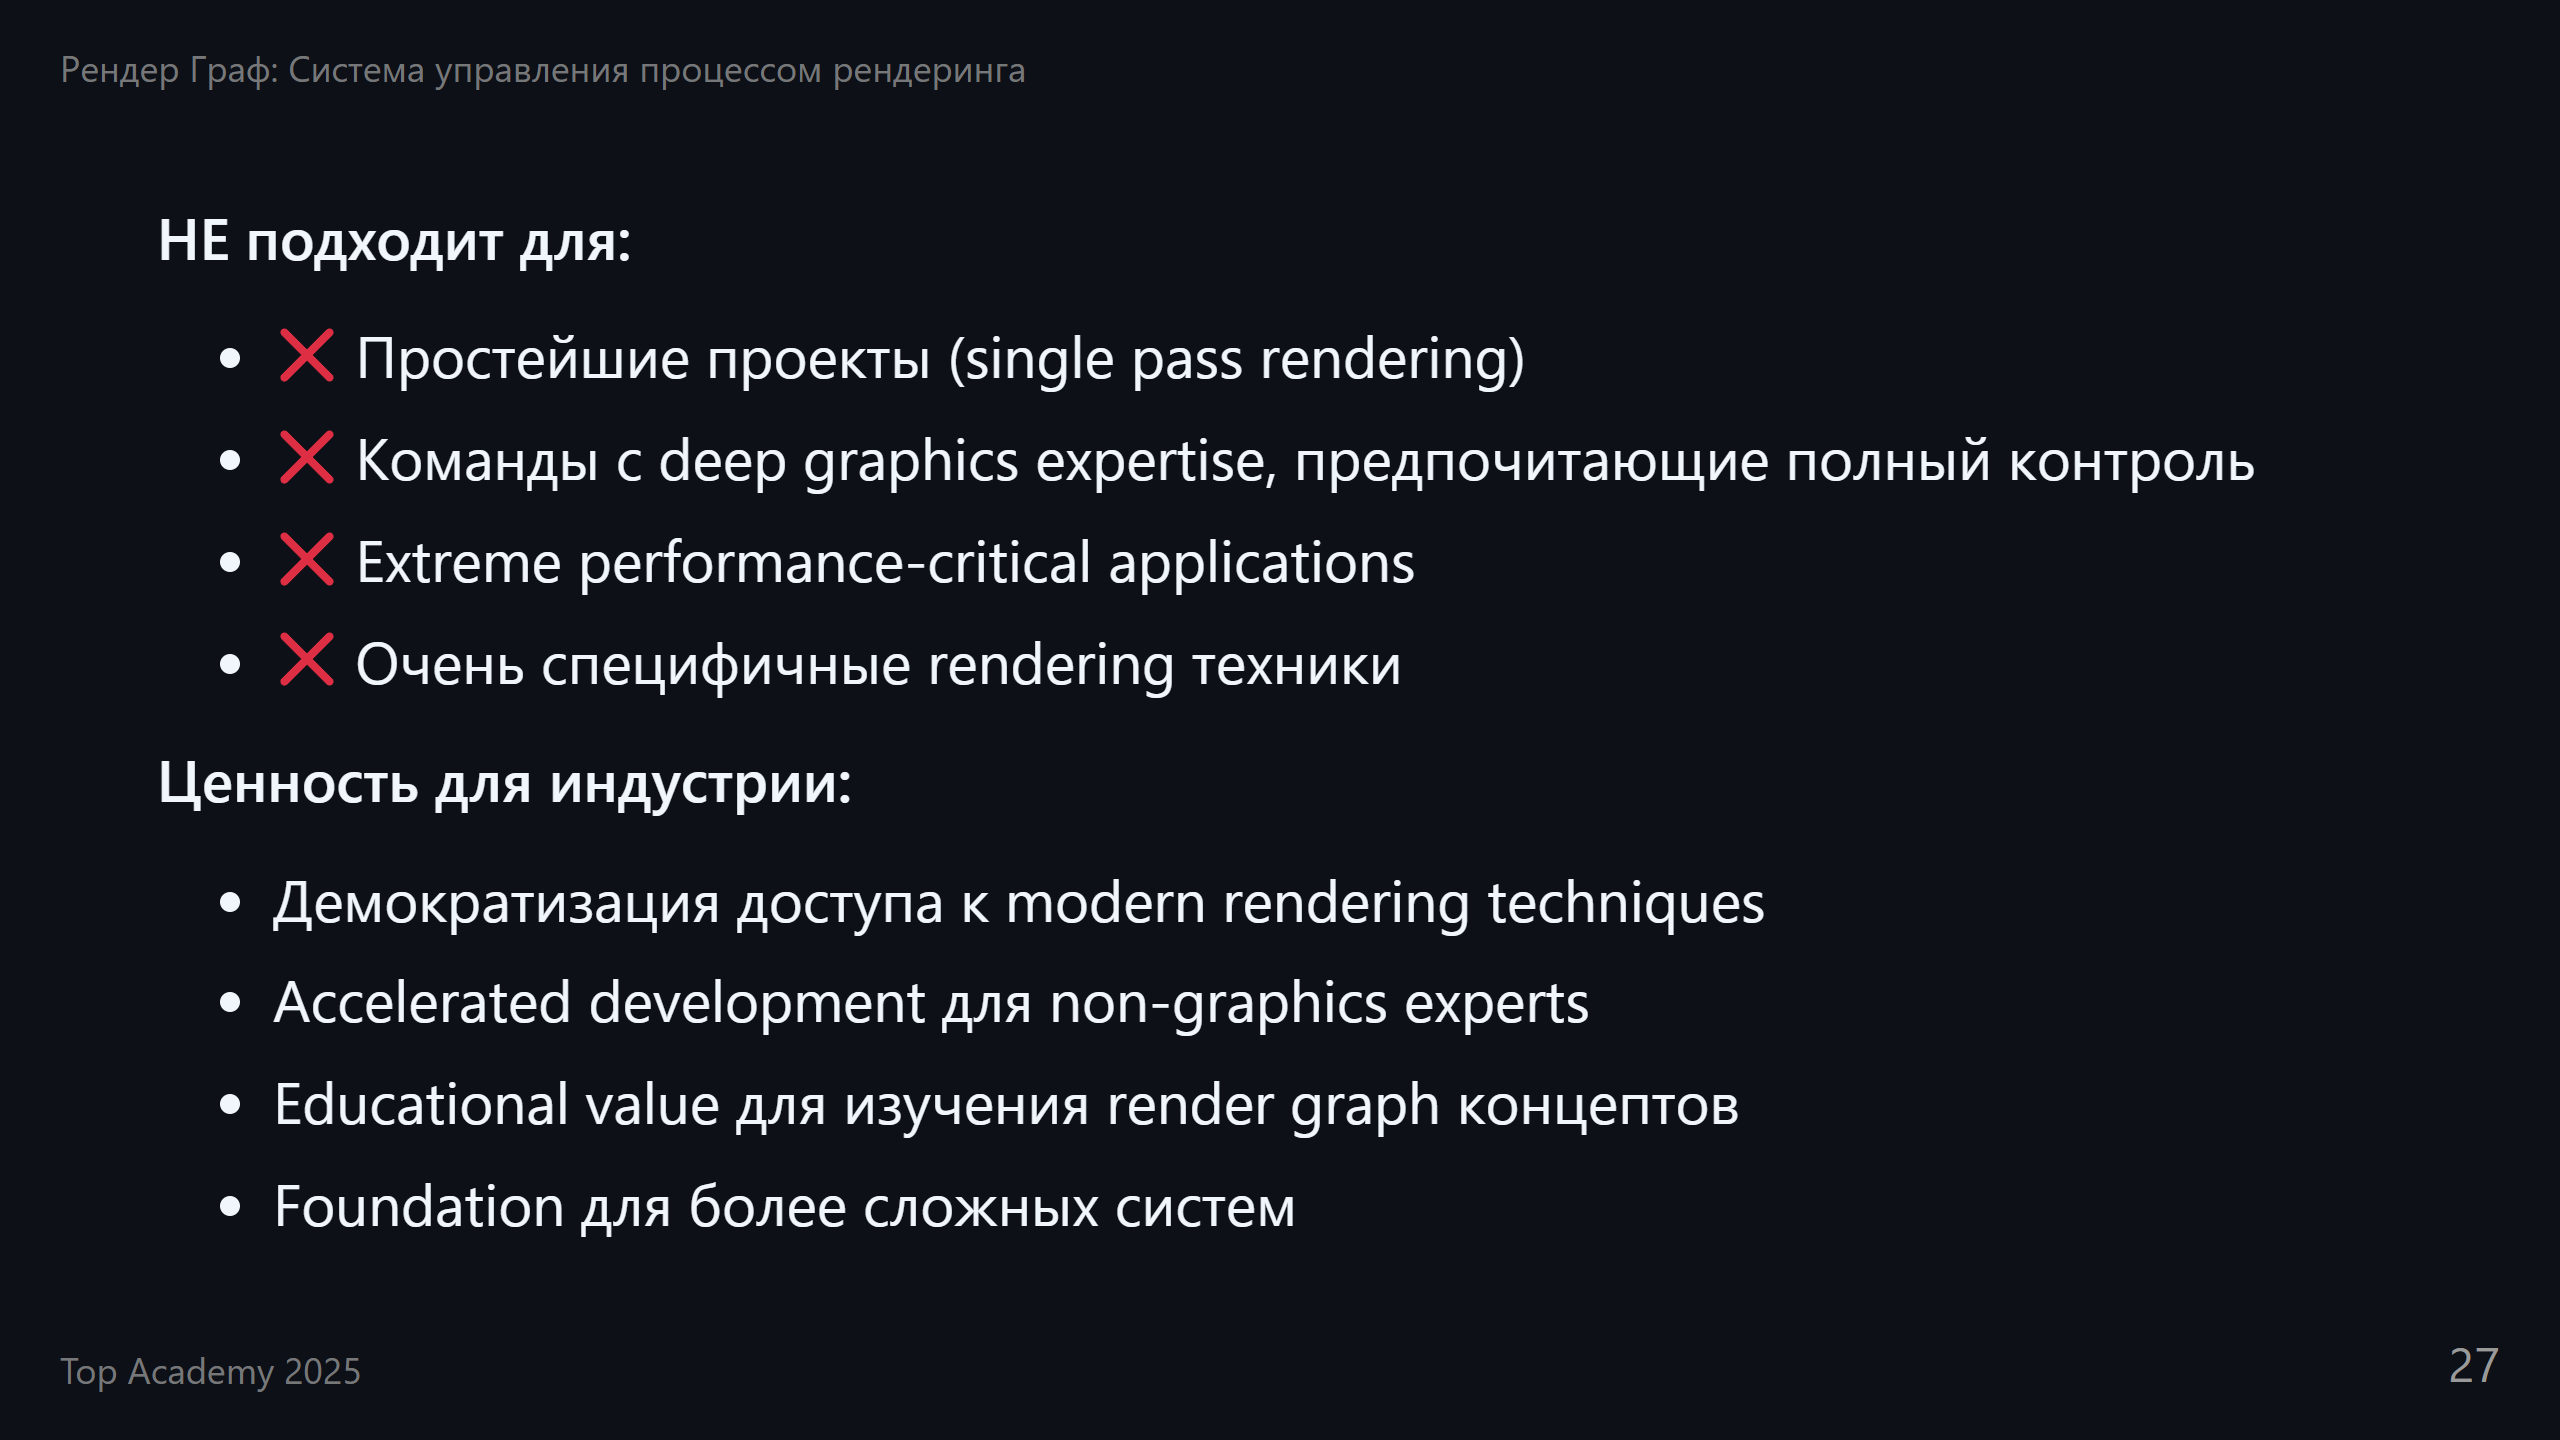 Рендер Граф: Система управления процессом рендеринга
НЕ подходит для:
• ❌ Простейшие проекты (single pass rendering)
• ❌ Команды с deep graphics expertise, предпочитающие полный контроль
• ❌ Extreme performance-critical applications
• ❌ Очень специфичные rendering техники
Ценность для индустрии:
• Демократизация доступа к modern rendering techniques
• Accelerated development для non-graphics experts
• Educational value для изучения render graph концептов
• Foundation для более сложных систем
Top Academy 2025
27